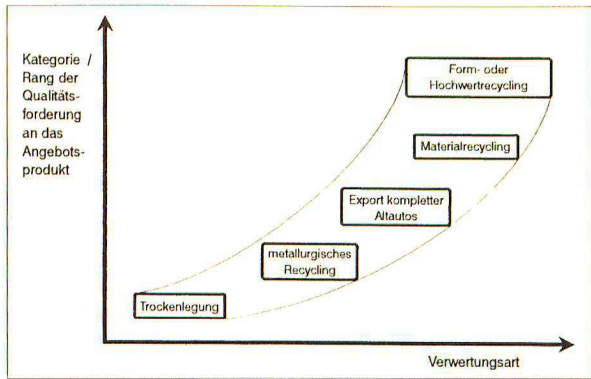 Kategorie /
Rang der
Qualitäts-
forderung
an das
Angebots-
produkt
Form- oder
Hochwertrecycling
Materialrecycling
Export kompletter
Altautos
metallurgisches
Recycling
Trockenlegung
Verwertungsart